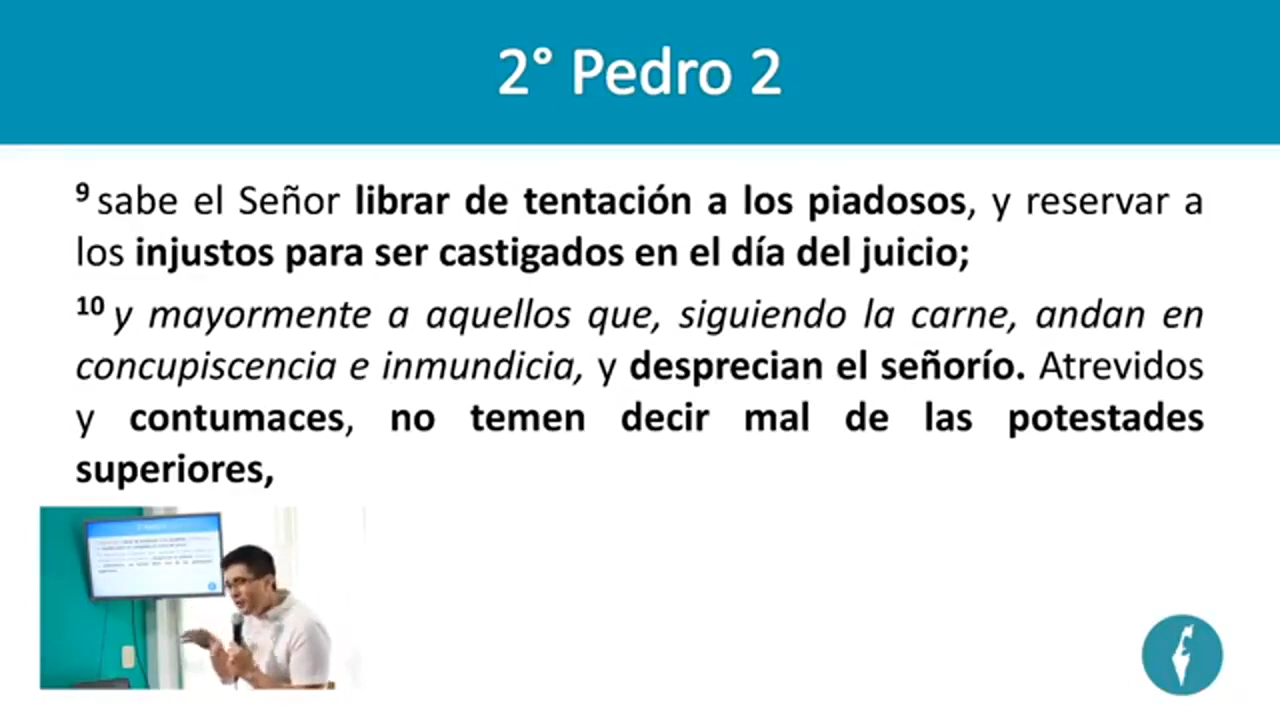 2° Pedro 2
9 sabe el Señor librar de tentación a los piadosos, y reservar a
los injustos para ser castigados en el día del juicio;
10 y mayormente a aquellos que, siguiendo la carne, andan en
concupiscencia e inmundicia, y desprecian el señorío. Atrevidos
y contumaces, no temen decir mal de las potestades
superiores,